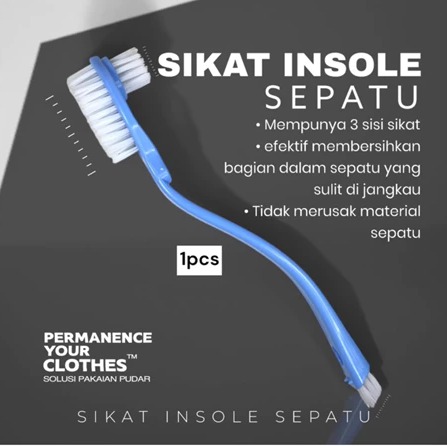 SIKAT INSOLE
SEPATU
• Mempunya 3 sisi sikat
• efektif membersihkan
bagian dalam sepatu yang
sulit di jangkau
• Tidak merusak material
sepatu
1pcs
PERMANENCE
YOUR
CLOTHES™
SOLUSI PAKAIAN PUDAR
SIKAT INSOLE SEPATU